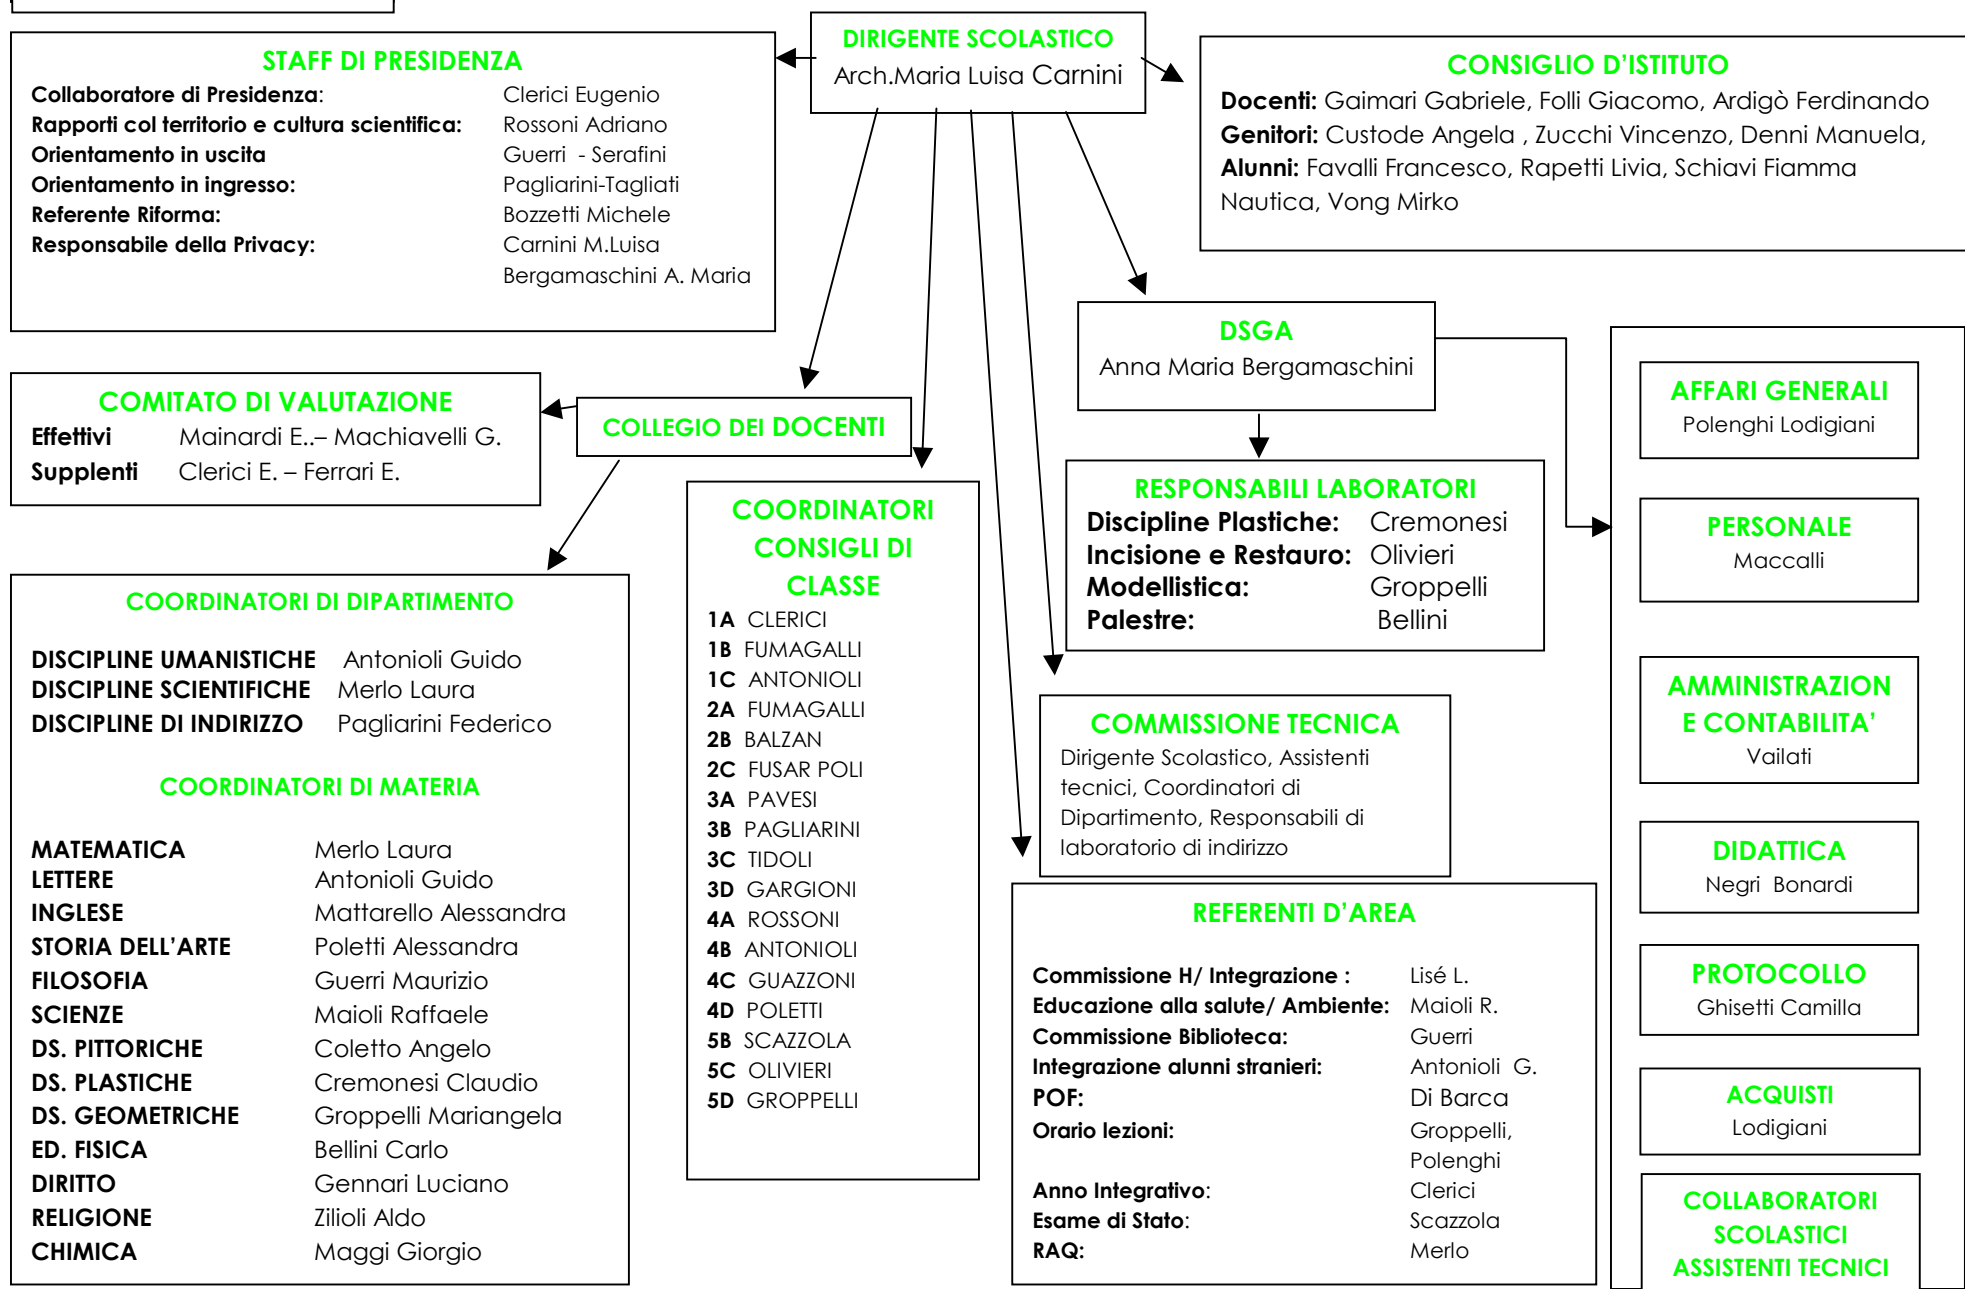 DIRIGENTE SCOLASTICO
Arch.Maria Luisa Carnini
STAFF DI PRESIDENZA
Collaboratore di Presidenza: Clerici Eugenio
Rapporti col territorio e cultura scientifica: Rossoni Adriano
Orientamento in uscita Guerri - Serafini
Orientamento in ingresso: Pagliarini-Tagliati
Referente Riforma: Bozzetti Michele
Responsabile della Privacy: Carnini M.Luisa
Bergamaschini A. Maria
CONSIGLIO D'ISTITUTO
Docenti: Gaimari Gabriele, Folli Giacomo, Ardigò Ferdinando
Genitori: Custode Angela , Zucchi Vincenzo, Denni Manuela,
Alunni: Favalli Francesco, Rapetti Livia, Schiavi Fiamma
Nautica, Vong Mirko
DSGA
Anna Maria Bergamaschini
COMITATO DI VALUTAZIONE
Effettivi Mainardi E..– Machiavelli G.
Supplenti Clerici E. – Ferrari E.
COLLEGIO DEI DOCENTI
COORDINATORI DI DIPARTIMENTO
DISCIPLINE UMANISTICHE Antonioli Guido
DISCIPLINE SCIENTIFICHE Merlo Laura
DISCIPLINE DI INDIRIZZO Pagliarini Federico
COORDINATORI DI MATERIA
MATEMATICA Merlo Laura
LETTERE Antonioli Guido
INGLESE Mattarello Alessandra
STORIA DELL'ARTE Poletti Alessandra
FILOSOFIA Guerri Maurizio
SCIENZE Maioli Raffaele
DS. PITTORICHE Coletto Angelo
DS. PLASTICHE Cremonesi Claudio
DS. GEOMETRICHE Groppelli Mariangela
ED. FISICA Bellini Carlo
DIRITTO Gennari Luciano
RELIGIONE Zilioli Aldo
CHIMICA Maggi Giorgio
COORDINATORI
CONSIGLI DI
CLASSE
1A CLERICI
1B FUMAGALLI
1C ANTONIOLI
2A FUMAGALLI
2B BALZAN
2C FUSAR POLI
3A PAVESI
3B PAGLIARINI
3C TIDOLI
3D GARGIONI
4A ROSSONI
4B ANTONIOLI
4C GUAZZONI
4D POLETTI
5B SCAZZOLA
5C OLIVIERI
5D GROPPELLI
RESPONSABILI LABORATORI
Discipline Plastiche: Cremonesi
Incisione e Restauro: Olivieri
Modellistica: Groppelli
Palestre: Bellini
COMMISSIONE TECNICA
Dirigente Scolastico, Assistenti
tecnici, Coordinatori di
Dipartimento, Responsabili di
laboratorio di indirizzo
REFERENTI D'AREA
Commissione H/ Integrazione : Lisé L.
Educazione alla salute/ Ambiente: Maioli R.
Commissione Biblioteca: Guerri
Integrazione alunni stranieri: Antonioli G.
POF: Di Barca
Orario lezioni: Groppelli,
Polenghi
Anno Integrativo: Clerici
Esame di Stato: Scazzola
RAQ: Merlo
AFFARI GENERALI
Polenghi Lodigiani
PERSONALE
Maccalli
AMMINISTRAZION
E CONTABILITA'
Vailati
DIDATTICA
Negri Bonardi
PROTOCOLLO
Ghisetti Camilla
ACQUISTI
Lodigiani
COLLABORATORI
SCOLASTICI
ASSISTENTI TECNICI